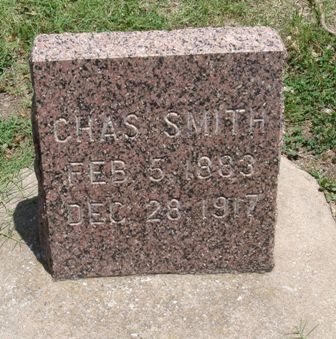 CHAS SMITH
FEB 5 1883
DEC 28 1917